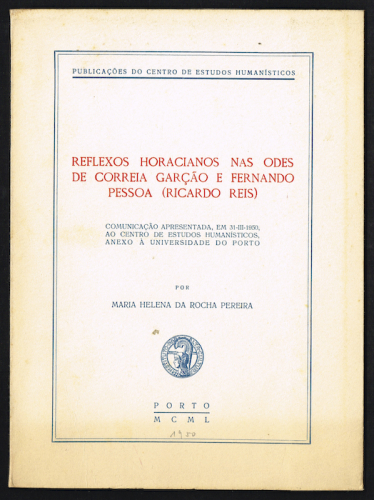 PUBLICAÇÕES DO CENTRO DE ESTUDOS HUMANÍSTICOS
REFLEXOS HORACIANOS NAS ODES
DE CORREIA GARÇÃO E FERNANDO
PESSOA (RICARDO REIS)
COMUNICAÇÃO APRESENTADA, EM 31-III-1950,
AO CENTRO DE ESTUDOS HUMANÍSTICOS,
ANEXO À UNIVERSIDADE DO PORTO
POR
MARIA HELENA DA ROCHA PEREIRA
PORTO
MCML
1950